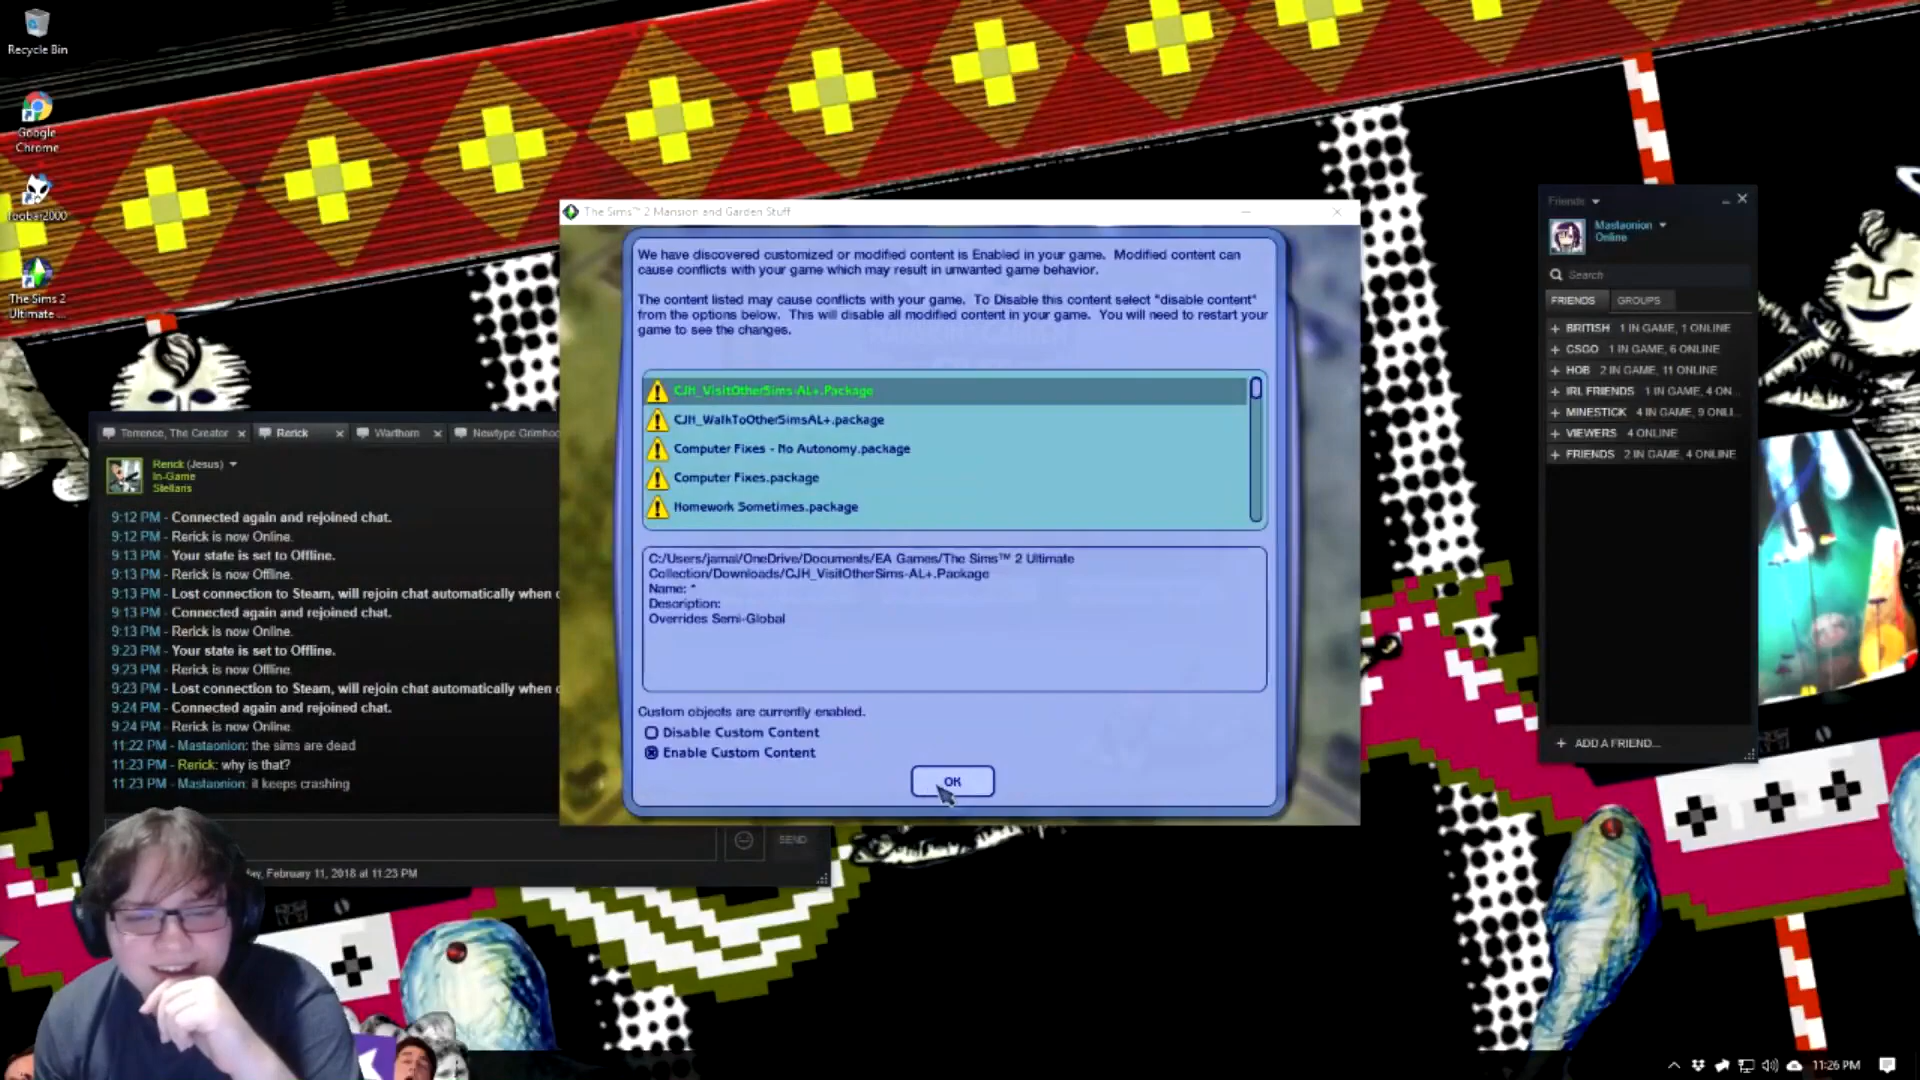 Recycle Bin
Google
Chrome
foobar2000
The Sims 2
Ultimate ...
The Sims™ 2 Mansion and Garden Stuff
We have discovered customized or modified content is Enabled in your game. Modified content can
cause conflicts with your game which may result in unwanted game behavior.
The content listed may cause conflicts with your game. To Disable this content select "disable content"
from the options below. This will disable all modified content in your game. You will need to restart your
game to see the changes.
CJH_VisitOtherSims-AL+.Package
CJH_WalkToOtherSimsAL+.package
Computer Fixes - No Autonomy.package
Computer Fixes.package
Homework Sometimes.package
C:/Users/jamai/OneDrive/Documents/EA Games/The Sims™ 2 Ultimate
Collection/Downloads/CJH_VisitOtherSims-AL+.Package
Name: *
Description:
Overrides Semi-Global
Custom objects are currently enabled.
Disable Custom Content
Enable Custom Content
OK
Torrence, The Creator
Rerick
Warthorn
Newtype Grimhoo
Rerick (Jesus)
In-Game
Stellaris
9:12 PM - Connected again and rejoined chat.
9:12 PM - Rerick is now Online.
9:13 PM - Your state is set to Offline.
9:13 PM - Rerick is now Offline.
9:13 PM - Lost connection to Steam, will rejoin chat automatically when c
9:13 PM - Connected again and rejoined chat.
9:13 PM - Rerick is now Online.
9:23 PM - Your state is set to Offline.
9:23 PM - Rerick is now Offline.
9:23 PM - Lost connection to Steam, will rejoin chat automatically when c
9:24 PM - Connected again and rejoined chat.
9:24 PM - Rerick is now Online.
11:22 PM - Mastaonion: the sims are dead
11:23 PM - Rerick: why is that?
11:23 PM - Mastaonion: it keeps crashing
SEND
ay, February 11, 2018 at 11:23 PM
Friends
Mastaonion
Online
Search
FRIENDS
GROUPS
+ BRITISH 1 IN GAME, 1 ONLINE
+ CSGO 1 IN GAME, 6 ONLINE
+ HOB 2 IN GAME, 11 ONLINE
+ IRL FRIENDS 1 IN GAME, 4 ON...
+ MINESTICK 4 IN GAME, 9 ONLI...
+ VIEWERS 4 ONLINE
+ FRIENDS 2 IN GAME, 4 ONLINE
+ ADD A FRIEND...
11:26 PM